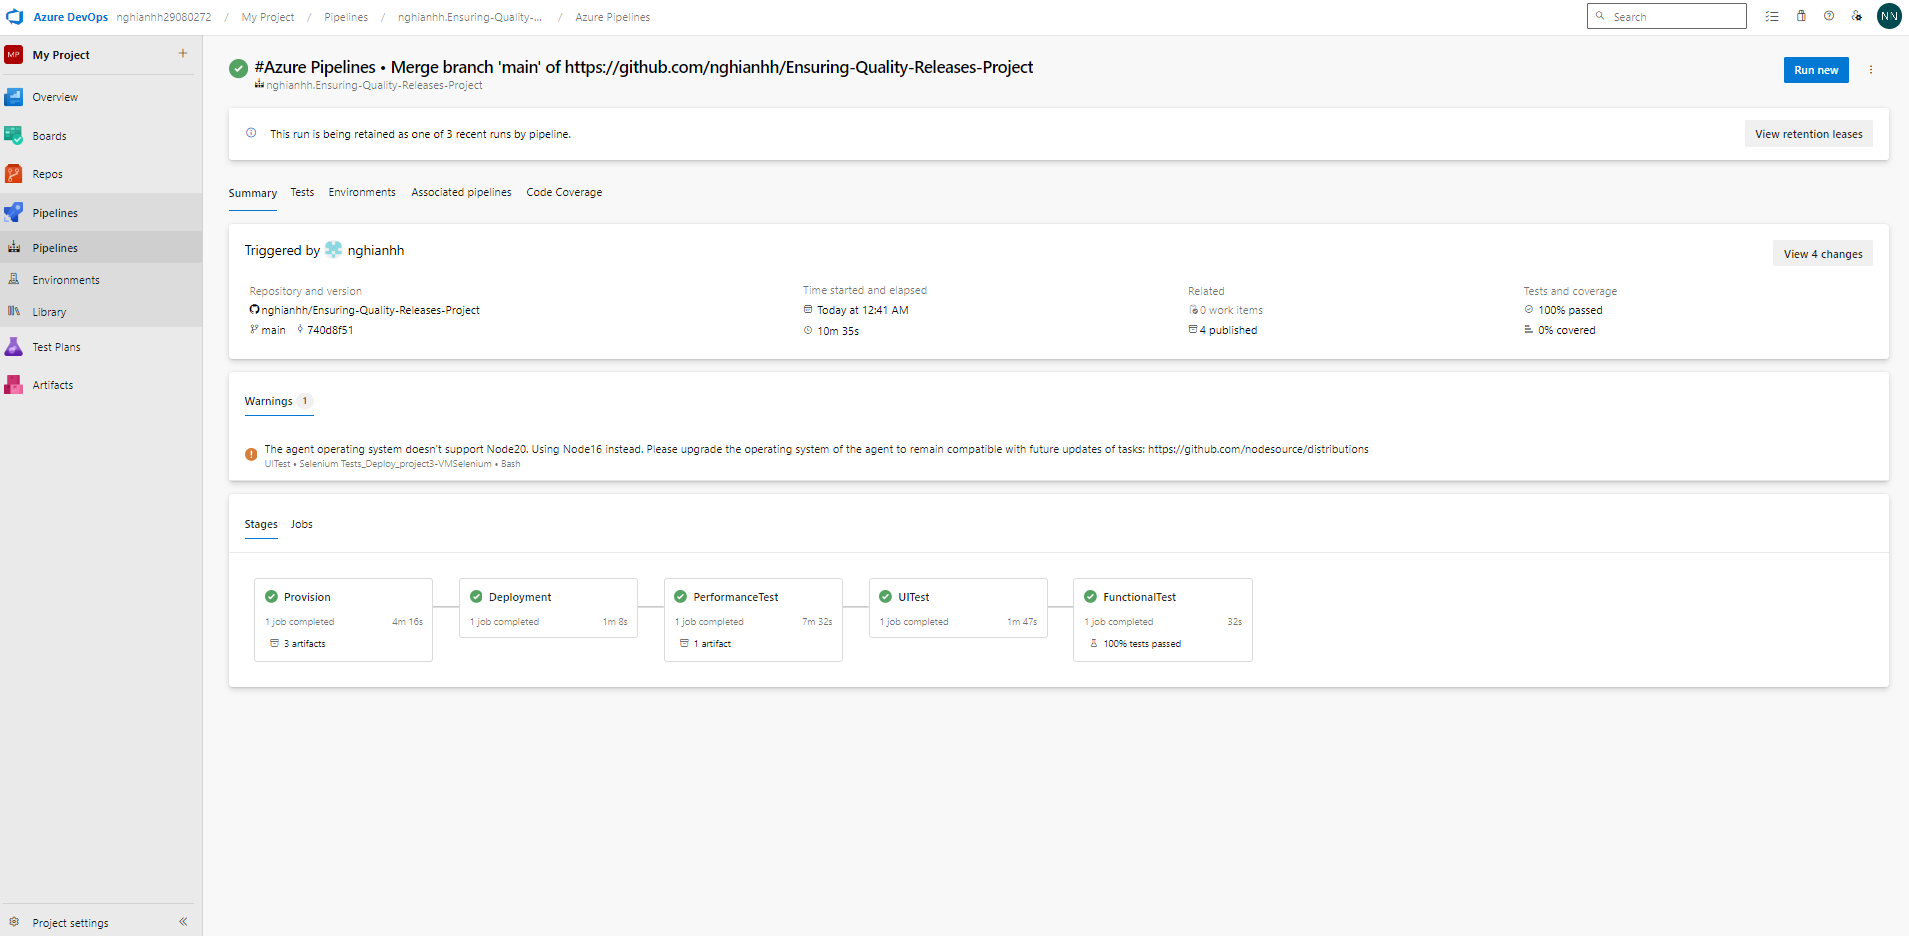 Azure DevOps nghianhh29080272 / My Project / Pipelines / nghianhh.Ensuring-Quality-... / Azure Pipelines
Search
NN
MP My Project +
Overview
Boards
Repos
Pipelines
Pipelines
Environments
Library
Test Plans
Artifacts
Project settings
#Azure Pipelines • Merge branch 'main' of https://github.com/nghianhh/Ensuring-Quality-Releases-Project
nghianhh.Ensuring-Quality-Releases-Project
Run new
This run is being retained as one of 3 recent runs by pipeline.
View retention leases
Summary Tests Environments Associated pipelines Code Coverage
Triggered by nghianhh
View 4 changes
Repository and version
nghianhh/Ensuring-Quality-Releases-Project
main 740d8f51
Time started and elapsed
Today at 12:41 AM
10m 35s
Related
0 work items
4 published
Tests and coverage
100% passed
0% covered
Warnings 1
The agent operating system doesn't support Node20. Using Node16 instead. Please upgrade the operating system of the agent to remain compatible with future updates of tasks: https://github.com/nodesource/distributions
UITest • Selenium Tests_Deploy_project3-VMSelenium • Bash
Stages Jobs
Provision
1 job completed 4m 16s
3 artifacts
Deployment
1 job completed 1m 8s
PerformanceTest
1 job completed 7m 32s
1 artifact
UITest
1 job completed 1m 47s
FunctionalTest
1 job completed 32s
100% tests passed